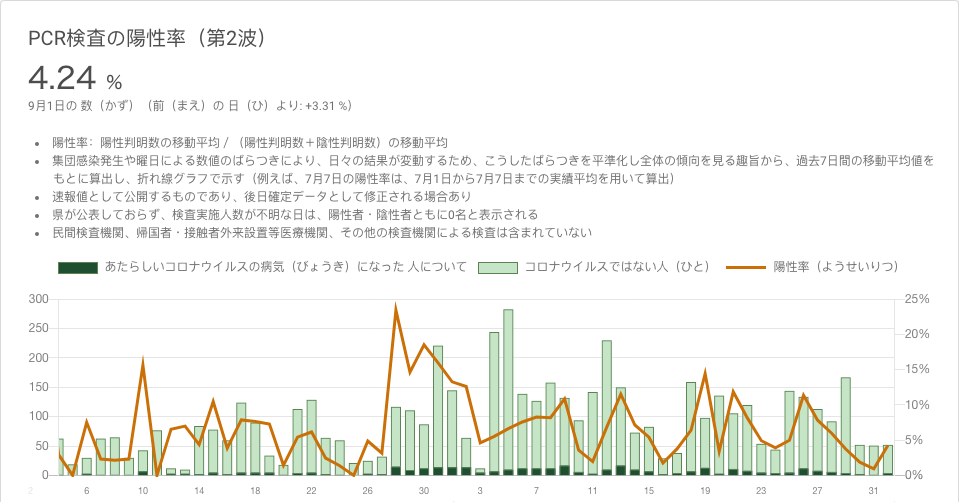 PCR検査の陽性率（第2波）
4.24 %
9月1日の 数（かず）（前（まえ）の 日（ひ）より: +3.31 %）
• 陽性率：陽性判明数の移動平均 / （陽性判明数＋陰性判明数）の移動平均
• 集団感染発生や曜日による数値のばらつきにより、日々の結果が変動するため、こうしたばらつきを平準化し全体の傾向を見る趣旨から、過去7日間の移動平均値を
もとに算出し、折れ線グラフで示す（例えば、7月7日の陽性率は、7月1日から7月7日までの実績平均を用いて算出）
• 速報値として公開するものであり、後日確定データとして修正される場合あり
• 県が公表しておらず、検査実施人数が不明な日は、陽性者・陰性者ともに0名と表示される
• 民間検査機関、帰国者・接触者外来設置等医療機関、その他の検査機関による検査は含まれていない
あたらしいコロナウイルスの病気（びょうき）になった 人について コロナウイルスではない人（ひと） 陽性率（ようせいりつ）
300 25%
250 20%
200 15%
150
100 10%
50 5%
0 0%
6 10 14 18 22 26 30 3 7 11 15 19 23 27 31